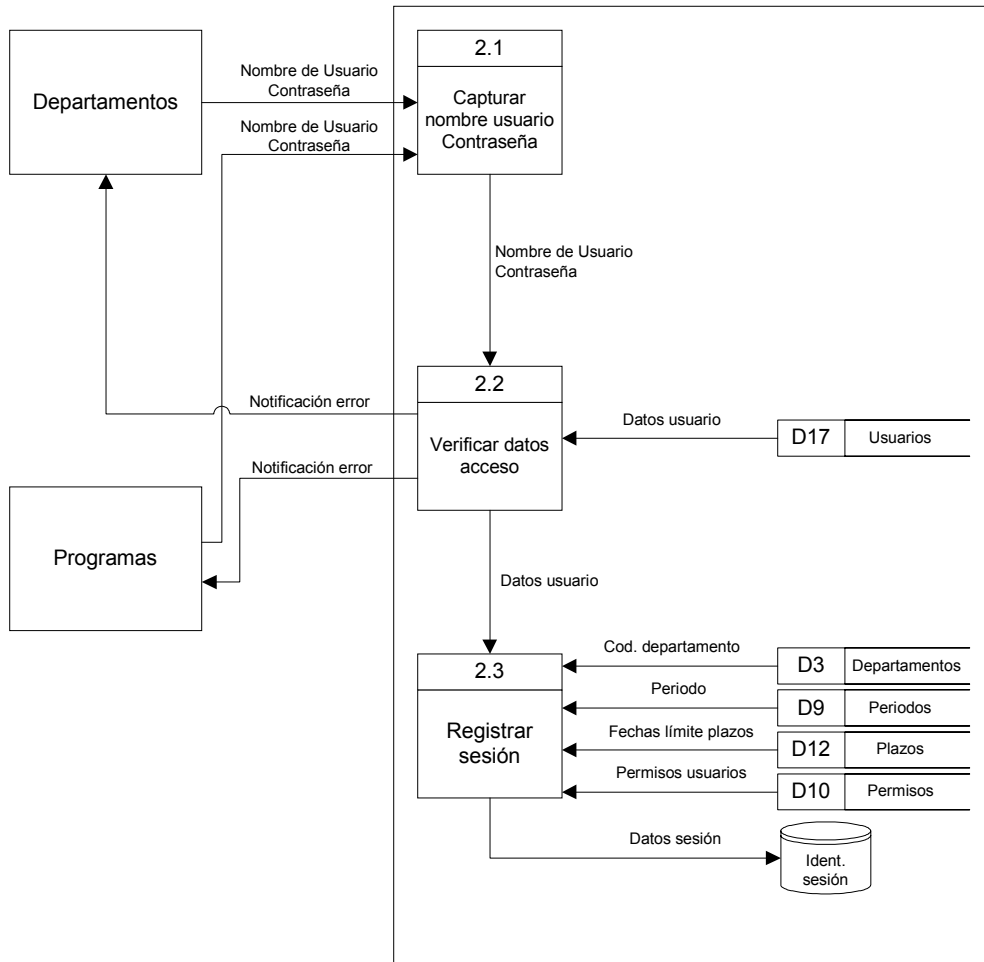 2.1
Departamentos
Nombre de Usuario
Contraseña
Capturar
nombre usuario
Contraseña
Nombre de Usuario
Contraseña
Nombre de Usuario
Contraseña
2.2
Notificación error
Datos usuario
D17
Usuarios
Verificar datos
acceso
Notificación error
Programas
Datos usuario
2.3
Cod. departamento
D3
Departamentos
Periodo
D9
Periodos
Registrar
sesión
Fechas límite plazos
D12
Plazos
Permisos usuarios
D10
Permisos
Datos sesión
Ident.
sesión